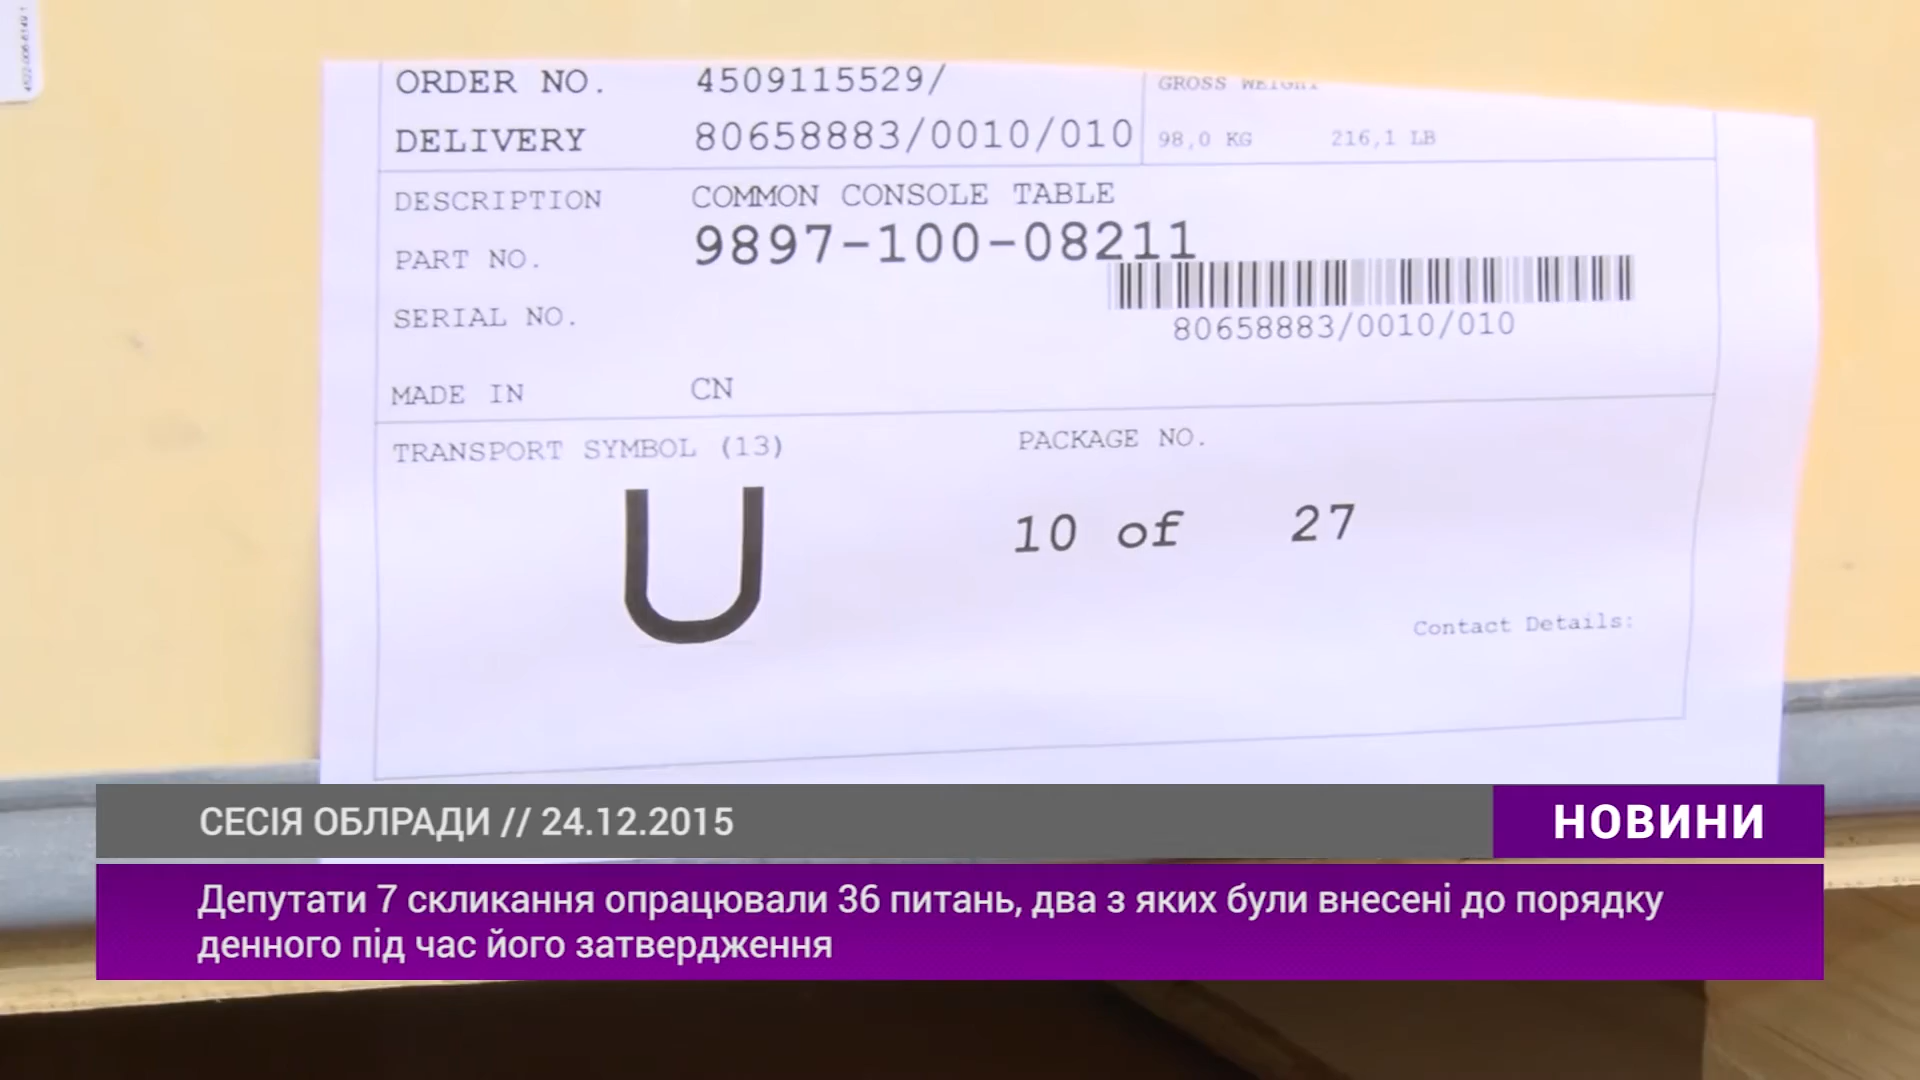 ORDER NO. 4509115529/
GROSS WEIGHT
DELIVERY 80658883/0010/010
98,0 KG 216,1 LB
DESCRIPTION COMMON CONSOLE TABLE
PART NO. 9897-100-08211
SERIAL NO.
80658883/0010/010
MADE IN CN
TRANSPORT SYMBOL (13)
PACKAGE NO.
U
10 of 27
Contact Details:
СЕСІЯ ОБЛРАДИ // 24.12.2015
НОВИНИ
Депутати 7 скликання опрацювали 36 питань, два з яких були внесені до порядку
денного під час його затвердження